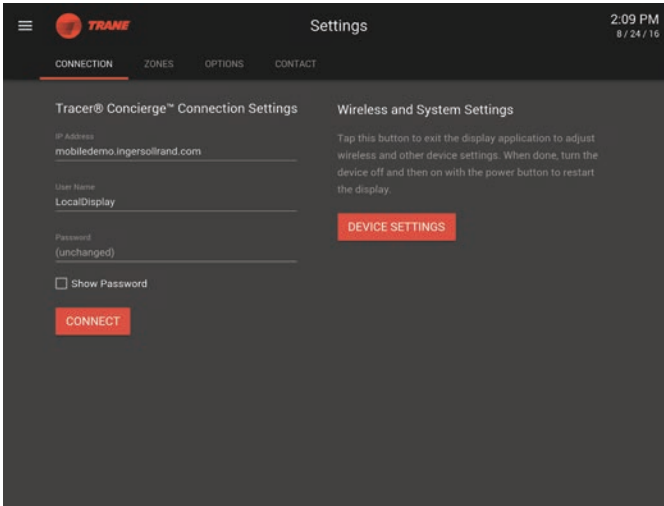 TRANE
Settings
2:09 PM
8 / 24 / 16
CONNECTION ZONES OPTIONS CONTACT
Tracer® Concierge™ Connection Settings
IP Address
mobiledemo.ingersollrand.com
User Name
LocalDisplay
Password
(unchanged)
Show Password
CONNECT
Wireless and System Settings
Tap this button to exit the display application to adjust
wireless and other device settings. When done, turn the
device off and then on with the power button to restart
the display.
DEVICE SETTINGS